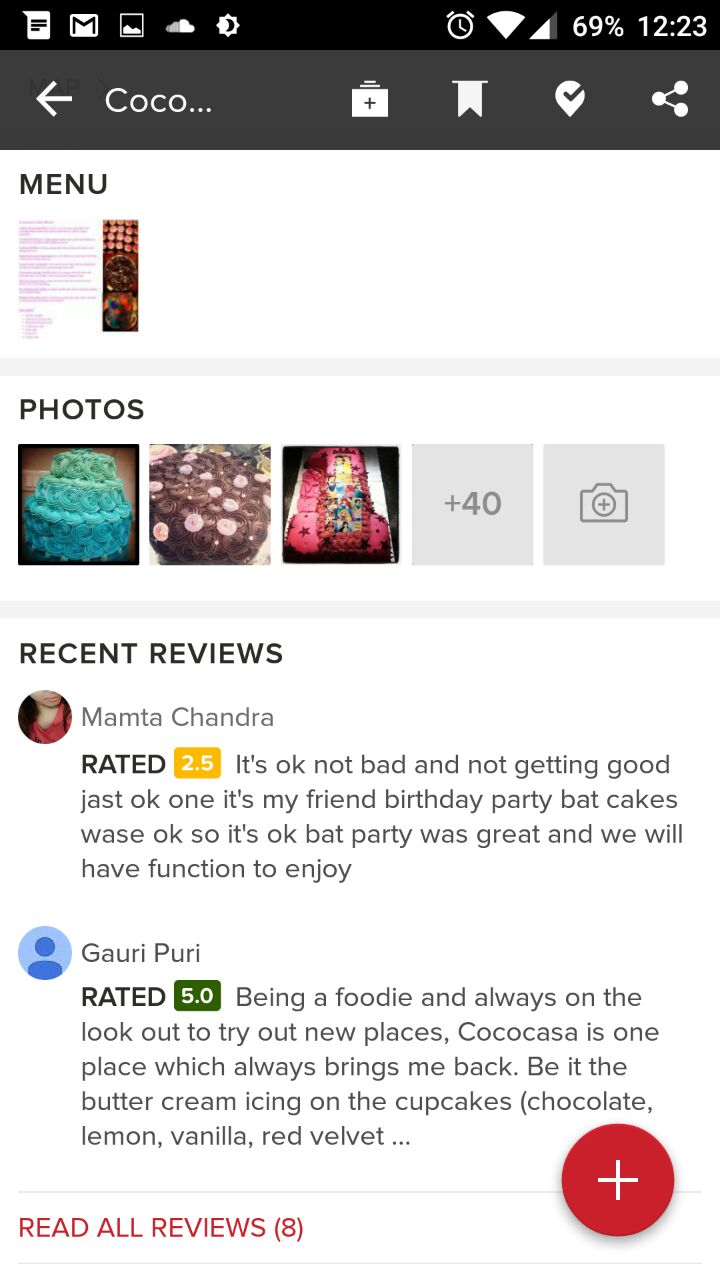 69% 12:23
Coco...
MENU
PHOTOS
+40
RECENT REVIEWS
Mamta Chandra
RATED 2.5 It's ok not bad and not getting good
jast ok one it's my friend birthday party bat cakes
wase ok so it's ok bat party was great and we will
have function to enjoy
Gauri Puri
RATED 5.0 Being a foodie and always on the
look out to try out new places, Cococasa is one
place which always brings me back. Be it the
butter cream icing on the cupcakes (chocolate,
lemon, vanilla, red velvet ...
READ ALL REVIEWS (8)